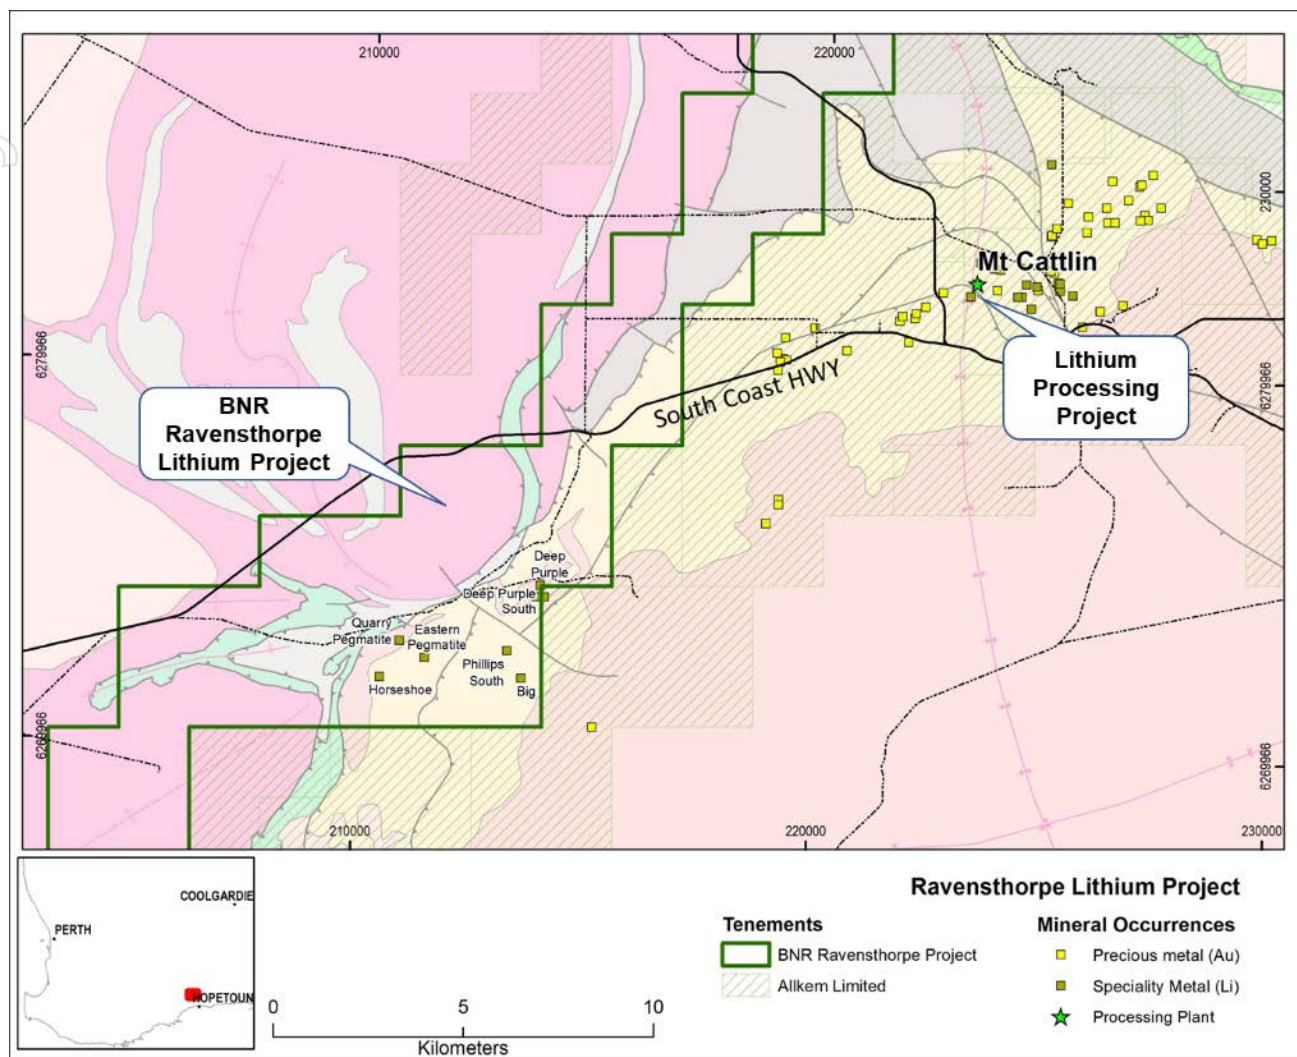 210000
220000
230000
Mt Cattlin
6279966
6279966
Lithium
Processing
Project
South Coast HWY
BNR
Ravensthorpe
Lithium Project
Deep
Purple
Deep Purple
South
Quarry
Pegmatite
Eastern
Pegmatite
Phillips
South
Horseshoe
Big
6269966
6269966
210000
220000
230000
COOLGARDIE
PERTH
HOPETOUN
0
5
10
Kilometers
Ravensthorpe Lithium Project
Tenements
BNR Ravensthorpe Project
Allkem Limited
Mineral Occurrences
Precious metal (Au)
Speciality Metal (Li)
Processing Plant